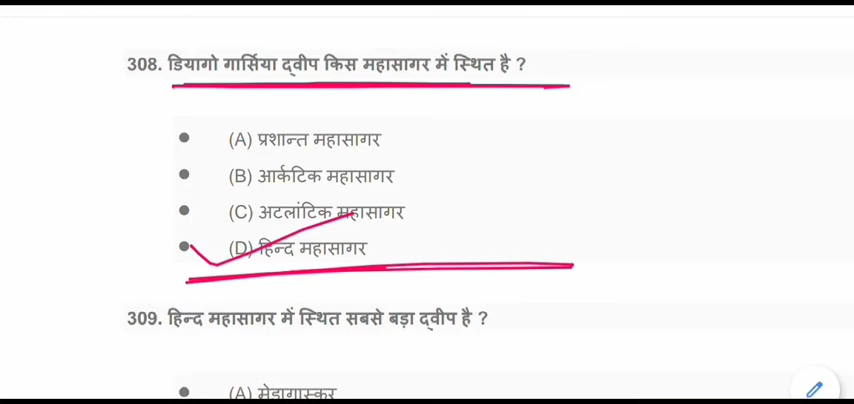 308. डियागो गार्सिया द्वीप किस महासागर में स्थित है ?
(A) प्रशान्त महासागर
(B) आर्कटिक महासागर
(C) अटलांटिक महासागर
(D) हिन्द महासागर
309. हिन्द महासागर में स्थित सबसे बड़ा द्वीप है ?
(A) मेडागास्कर